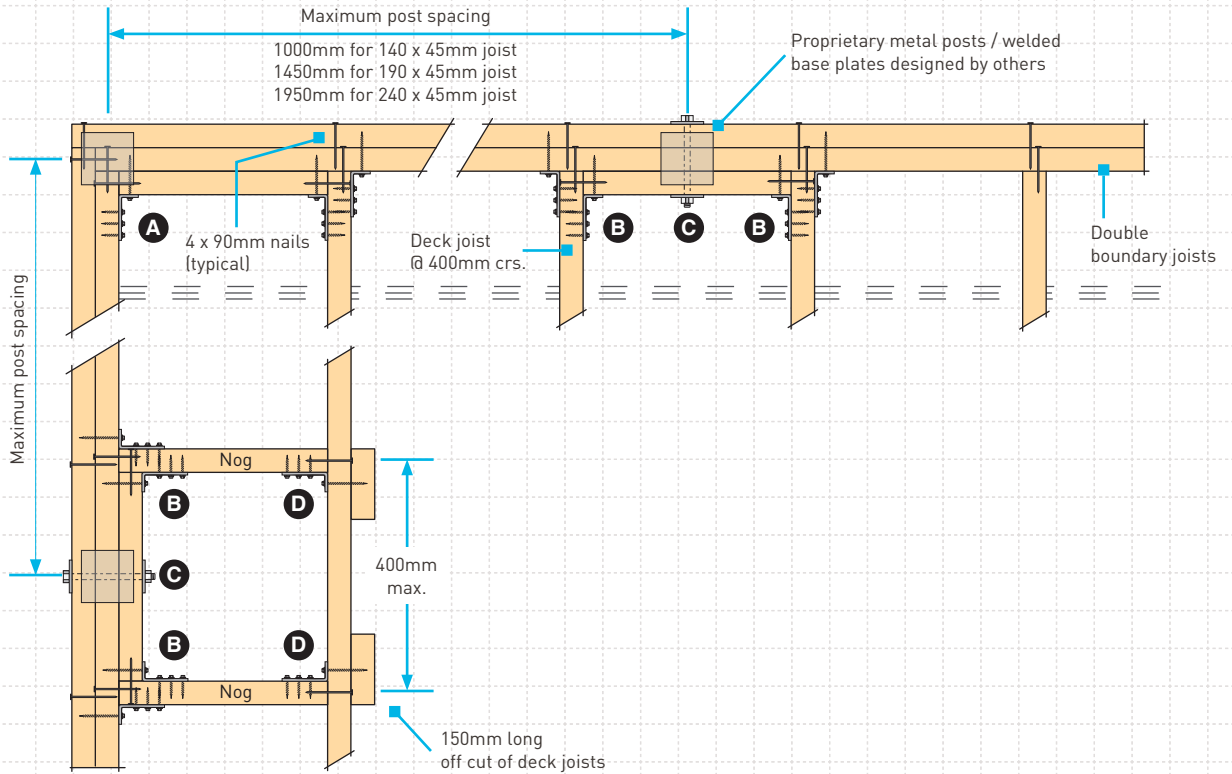 Maximum post spacing
1000mm for 140 x 45mm joist
1450mm for 190 x 45mm joist
1950mm for 240 x 45mm joist
Proprietary metal posts / welded
base plates designed by others
A
4 x 90mm nails
(typical)
Deck joist
@ 400mm crs.
B
C
B
Double
boundary joists
Maximum post spacing
Nog
B
D
C
400mm
max.
B
D
Nog
150mm long
off cut of deck joists